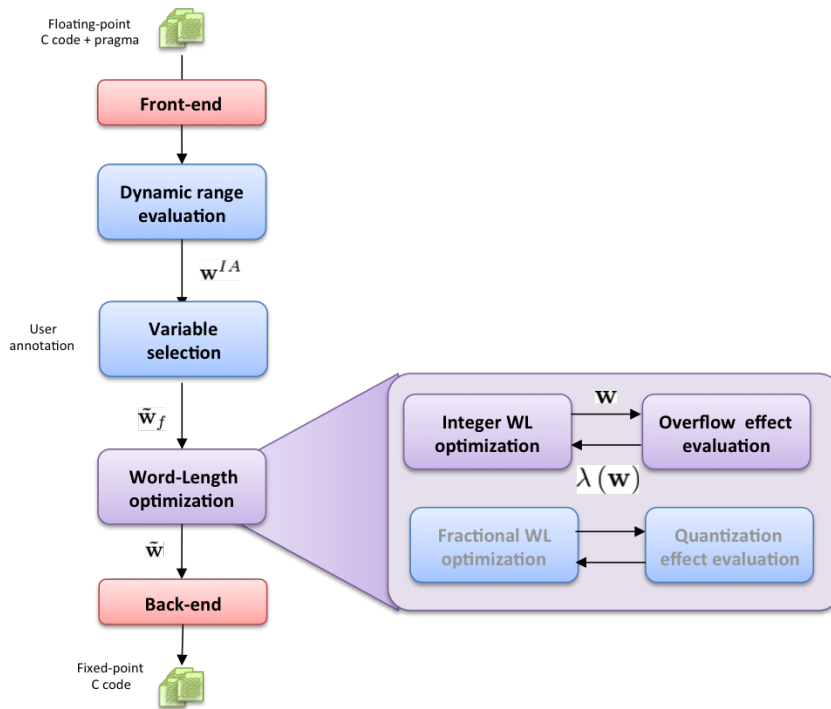 Floating-point
C code + pragma
Front-end
Dynamic range
evaluation
w^{IA}
User
annotation
Variable
selection
w̃_f
Word-Length
optimization
w̃
Back-end
Fixed-point
C code
Integer WL
optimization
w
Overflow effect
evaluation
λ (w)
Fractional WL
optimization
Quantization
effect evaluation